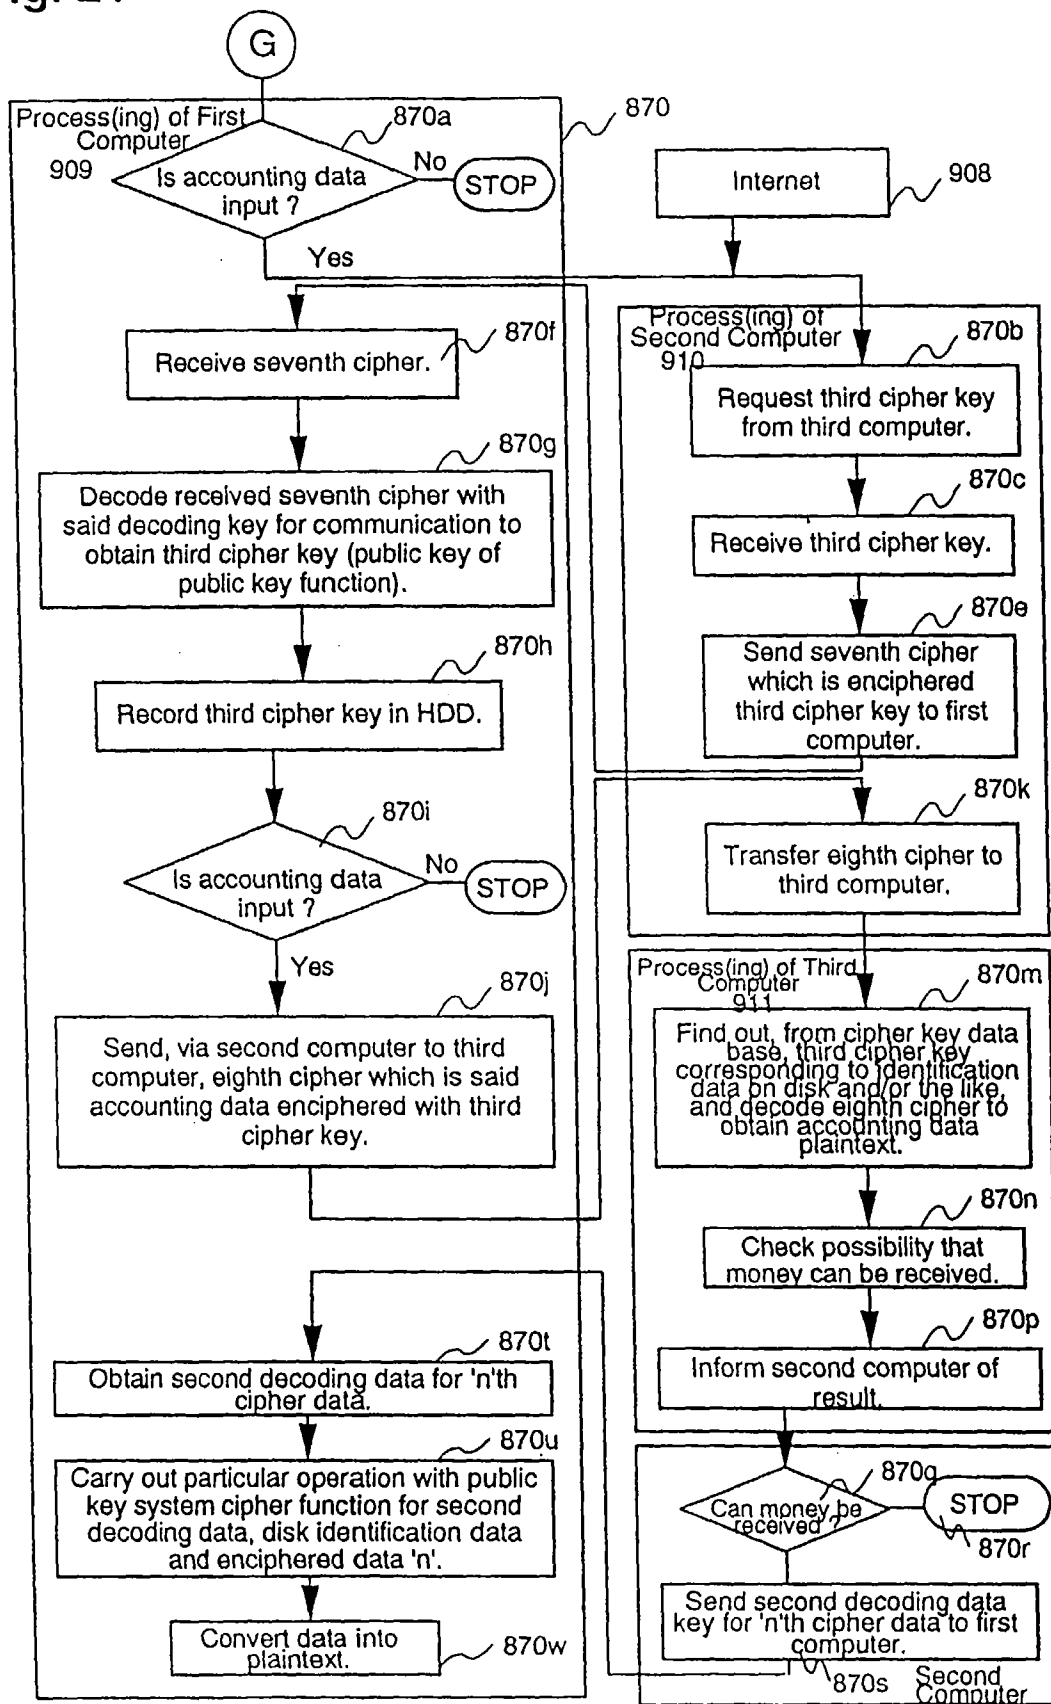 G
Process(ing) of First
Computer
909
870a
870
Is accounting data
input ?
No
STOP
Yes
Internet
908
Receive seventh cipher.
870f
Process(ing) of
Second Computer
910
870b
Request third cipher key
from third computer.
870g
Decode received seventh cipher with
said decoding key for communication to
obtain third cipher key (public key of
public key function).
870c
Receive third cipher key.
870e
Send seventh cipher
which is enciphered
third cipher key to first
computer.
870h
Record third cipher key in HDD.
870i
Is accounting data
input ?
No
STOP
Yes
870k
Transfer eighth cipher to
third computer.
870j
Send, via second computer to third
computer, eighth cipher which is said
accounting data enciphered with third
cipher key.
Process(ing) of Third
Computer
911
870m
Find out, from cipher key data
base, third cipher key
corresponding to identification
data on disk and/or the like,
and decode eighth cipher to
obtain accounting data
plaintext.
870n
Check possibility that
money can be received.
870p
Inform second computer of
result.
870t
Obtain second decoding data for 'n'th
cipher data.
870u
Carry out particular operation with public
key system cipher function for second
decoding data, disk identification data
and enciphered data 'n'.
870q
Can money be
received ?
STOP
870r
Send second decoding data
key for 'n'th cipher data to first
computer.
870s
Second
Computer
Convert data into
plaintext.
870w